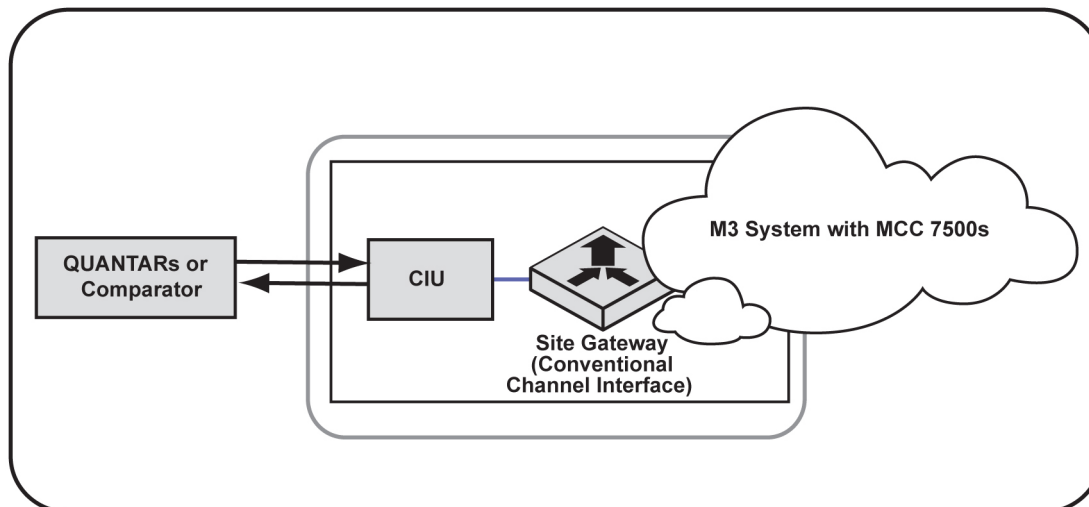 QUANTARs or
Comparator
CIU
Site Gateway
(Conventional
Channel Interface)
M3 System with MCC 7500s